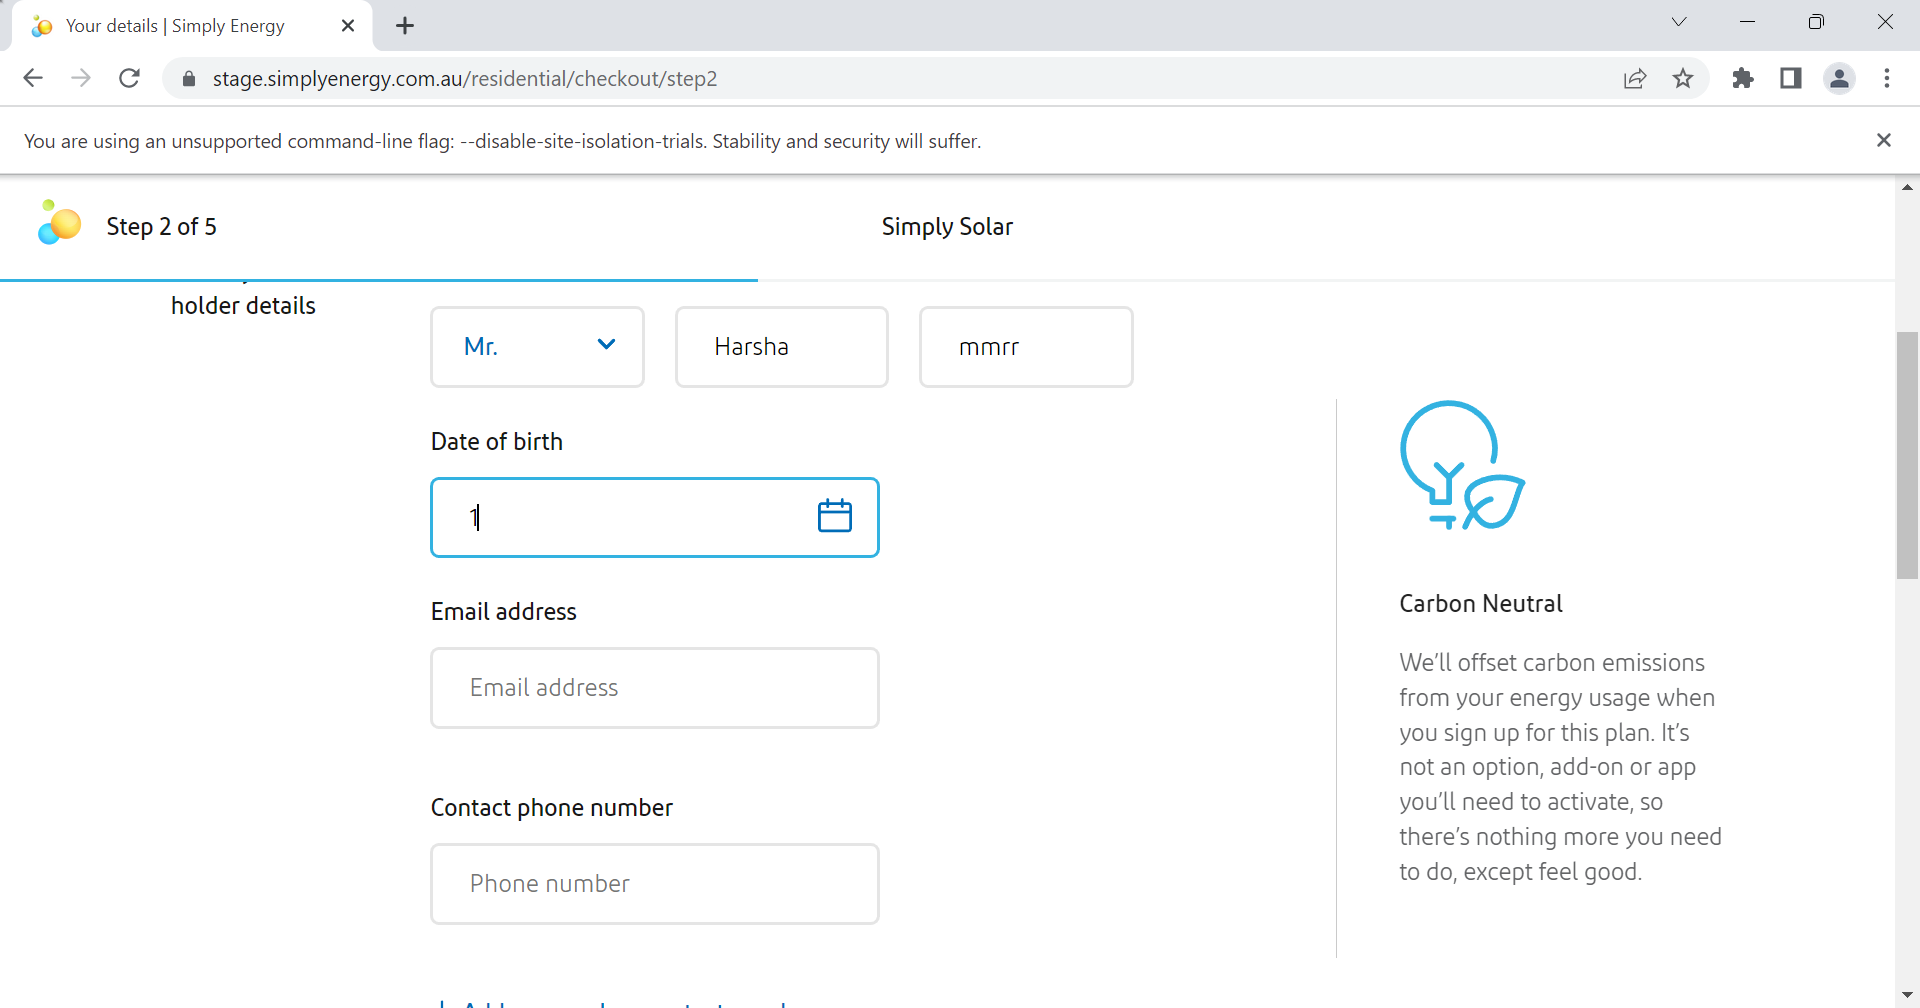 Your details | Simply Energy
stage.simplyenergy.com.au/residential/checkout/step2
You are using an unsupported command-line flag: --disable-site-isolation-trials. Stability and security will suffer.
Step 2 of 5
Simply Solar
holder details
Mr.
Harsha
mmrr
Date of birth
1
Email address
Email address
Contact phone number
Phone number
Carbon Neutral
We'll offset carbon emissions
from your energy usage when
you sign up for this plan. It's
not an option, add-on or app
you'll need to activate, so
there's nothing more you need
to do, except feel good.